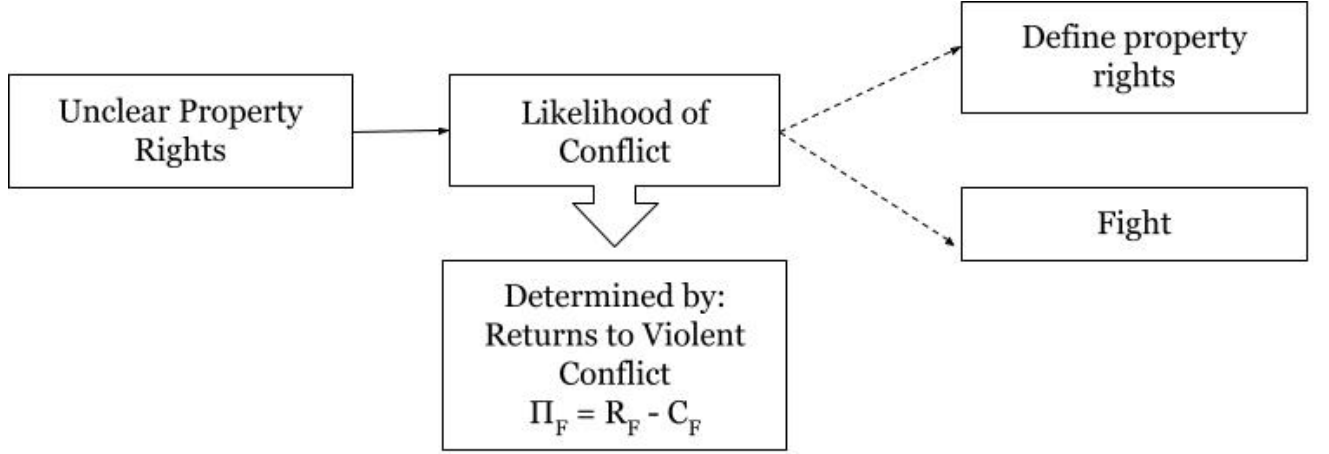 Unclear Property
Rights
Likelihood of
Conflict
Define property
rights
Fight
Determined by:
Returns to Violent
Conflict
Π_F = R_F - C_F